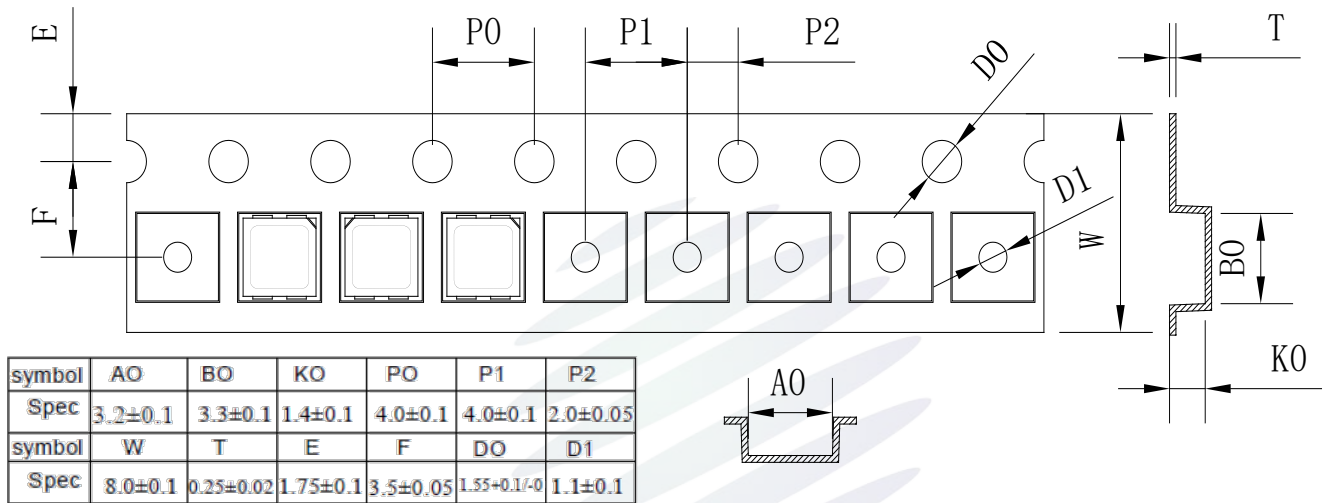 P0 P1 P2 T
E
D0
F
D1
W
B0
K0
A0
symbol AO BO KO PO P1 P2
Spec 3.2±0.1 3.3±0.1 1.4±0.1 4.0±0.1 4.0±0.1 2.0±0.05
symbol W T E F DO D1
Spec 8.0±0.1 0.25±0.02 1.75±0.1 3.5±0.05 1.55+0.1/-0 1.1±0.1